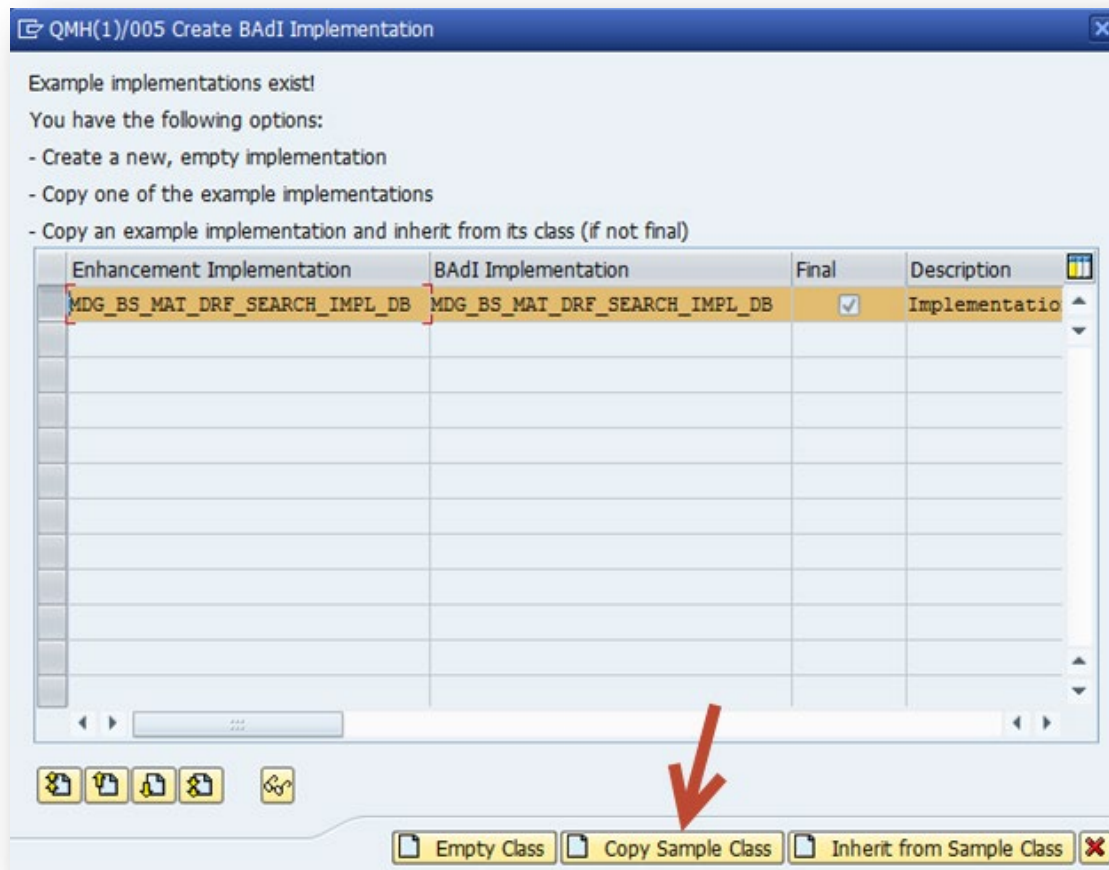 QMH(1)/005 Create BAdI Implementation
Example implementations exist!
You have the following options:
- Create a new, empty implementation
- Copy one of the example implementations
- Copy an example implementation and inherit from its class (if not final)
Enhancement Implementation BAdI Implementation Final Description
MDG_BS_MAT_DRF_SEARCH_IMPL_DB MDG_BS_MAT_DRF_SEARCH_IMPL_DB Implementatio
Empty Class Copy Sample Class Inherit from Sample Class